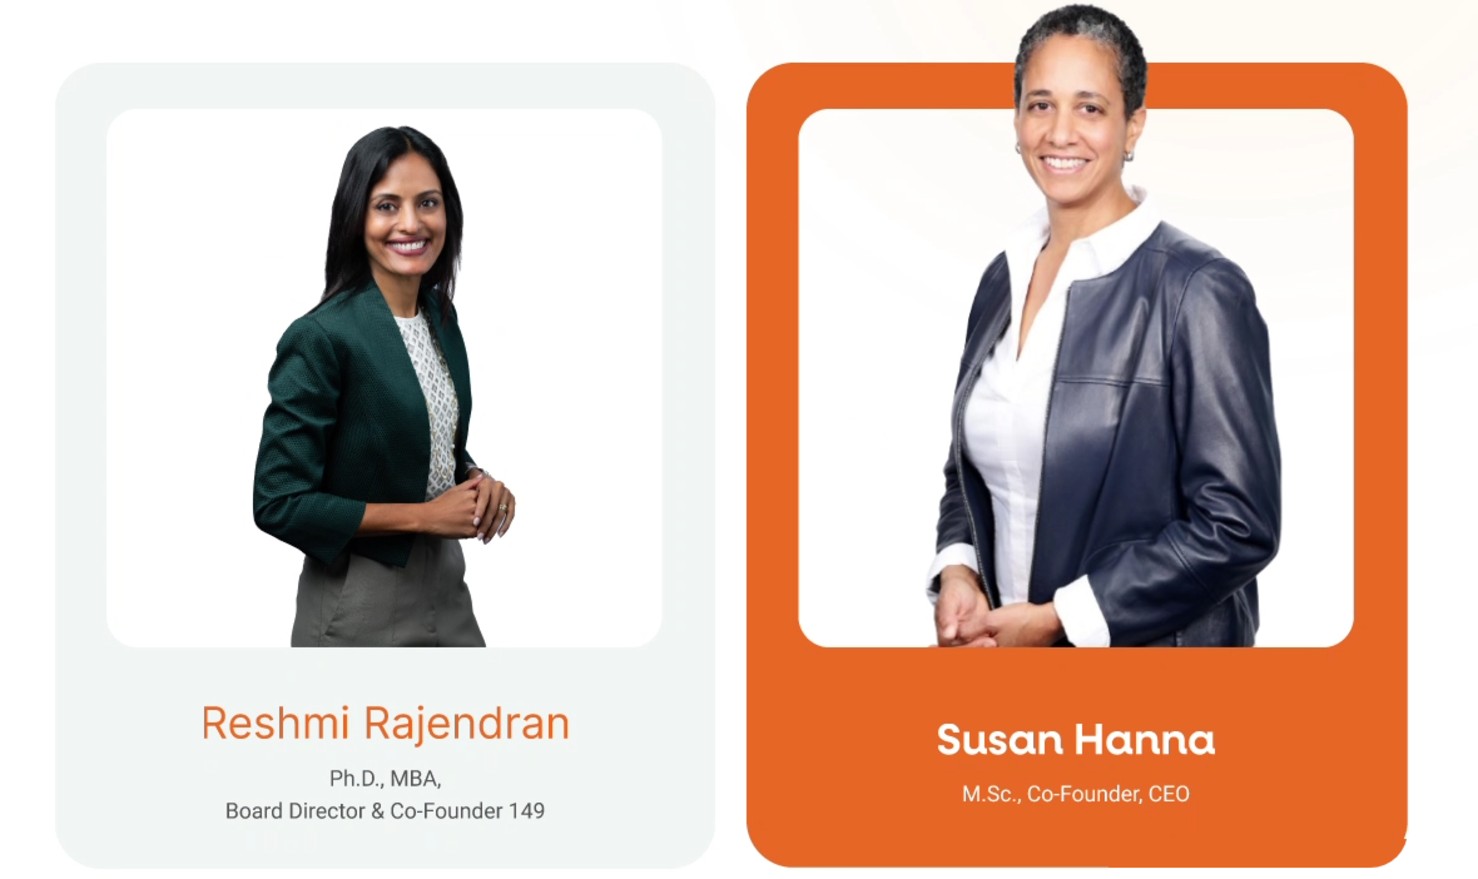 Reshmi Rajendran
Ph.D., MBA,
Board Director & Co-Founder 149
Susan Hanna
M.Sc., Co-Founder, CEO